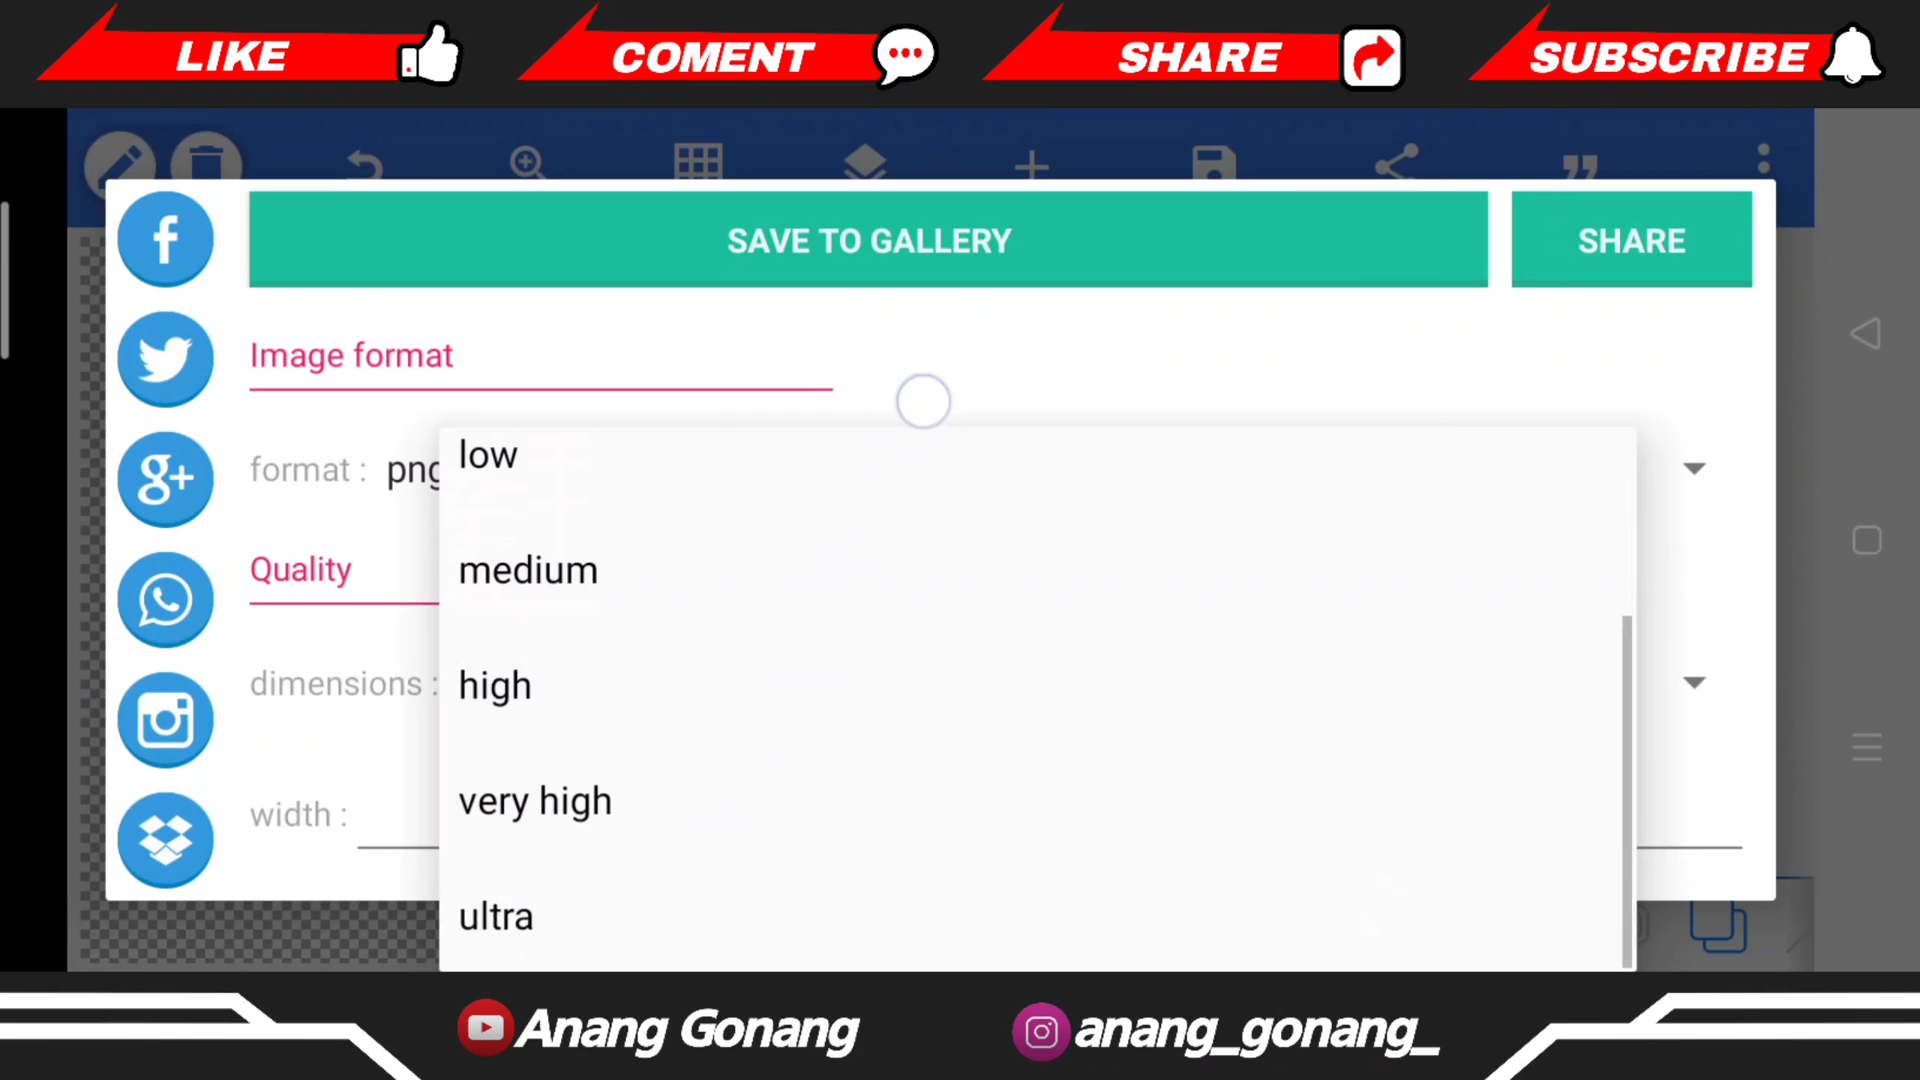 LIKE
COMENT
SHARE
SUBSCRIBE
SAVE TO GALLERY
SHARE
Image format
format : png
low
medium
Quality
high
dimensions :
very high
width :
ultra
Anang Gonang
anang_gonang_